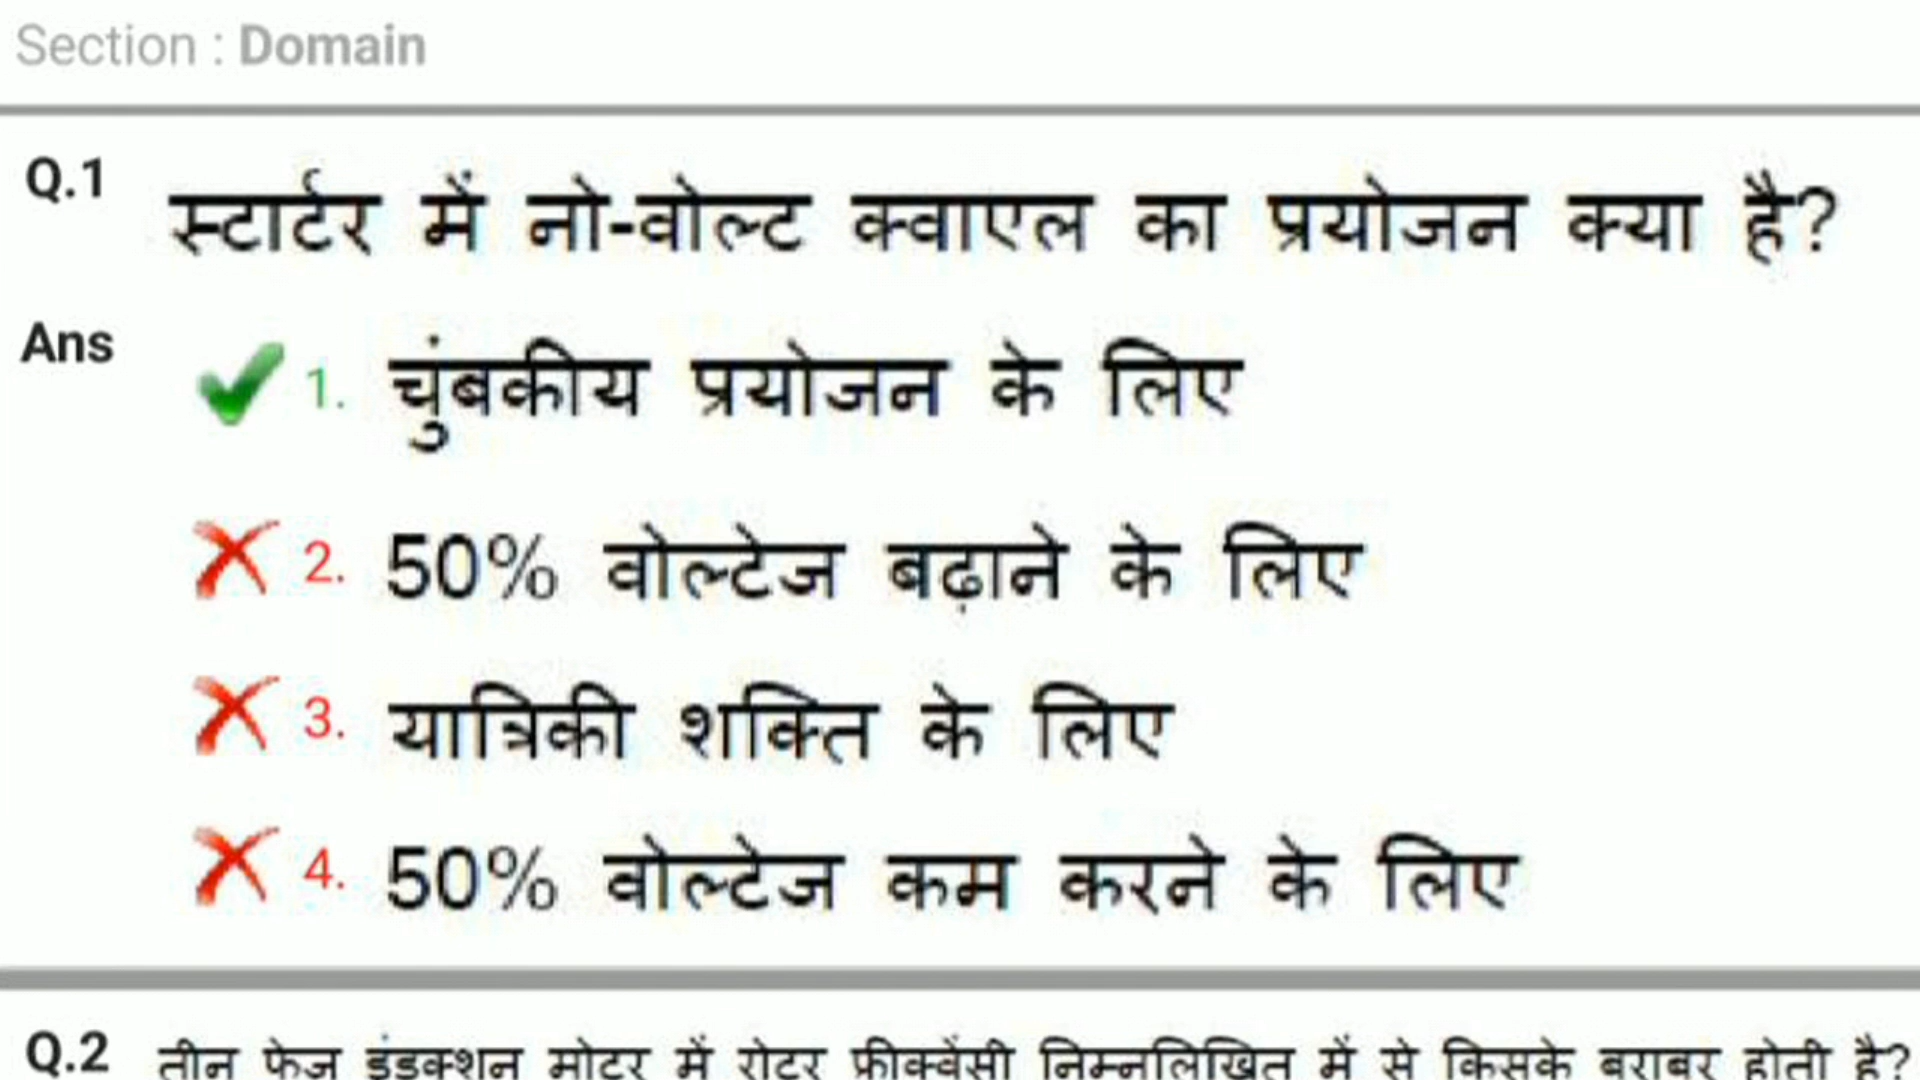 Section : Domain
Q.1 स्टार्टर में नो-वोल्ट क्वाएल का प्रयोजन क्या है?
Ans 1. चुंबकीय प्रयोजन के लिए
2. 50% वोल्टेज बढ़ाने के लिए
3. यात्रिकी शक्ति के लिए
4. 50% वोल्टेज कम करने के लिए
Q.2 तीन फेज इंडक्शन मोटर में रोटर फ्रीक्वेंसी निम्नलिखित में से किसके बराबर होती है?